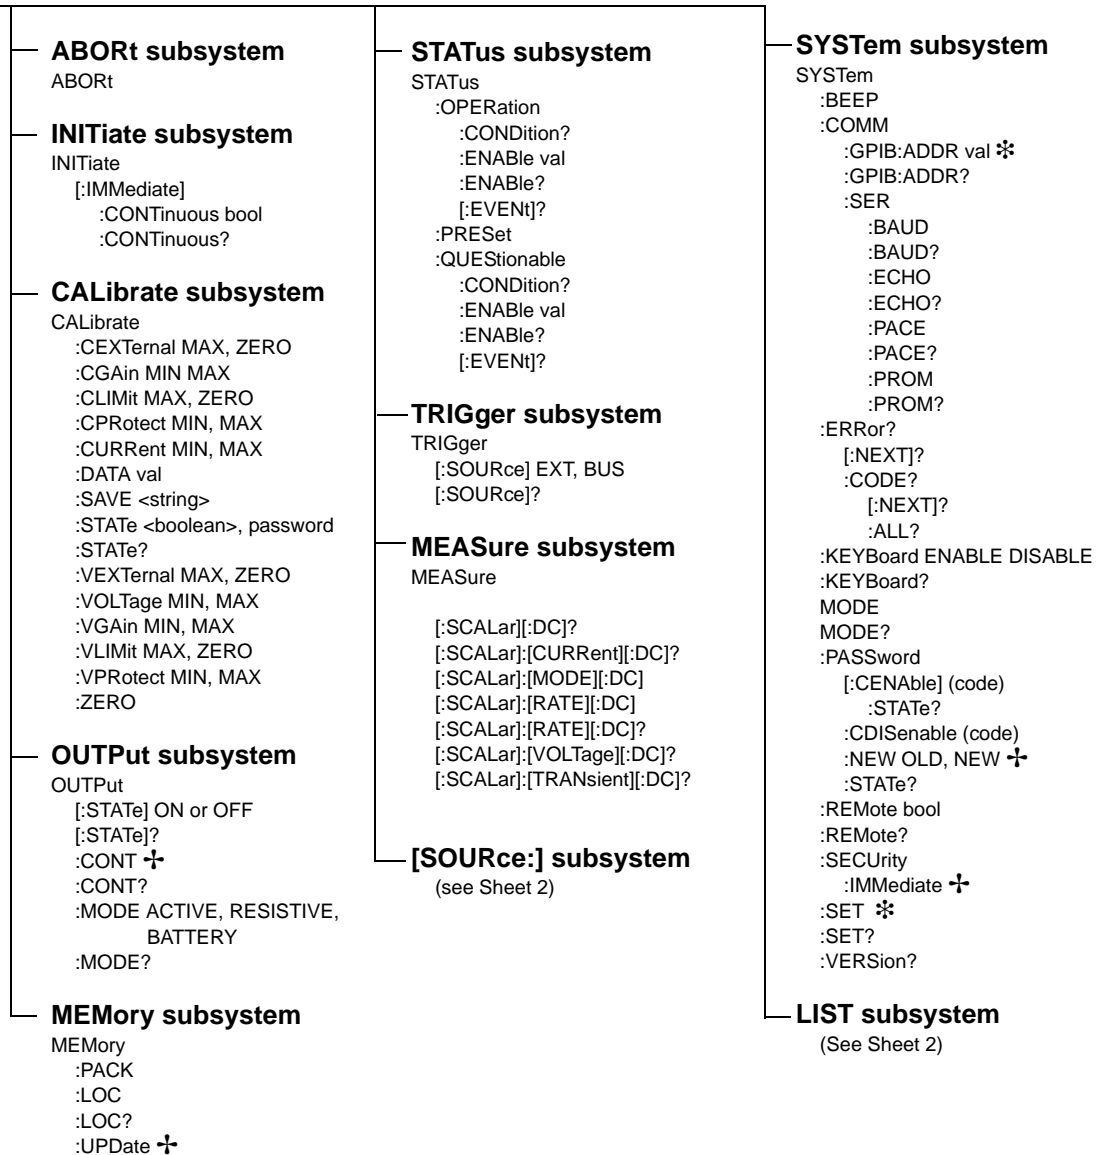 ABORt subsystem
ABORt
INITiate subsystem
INITiate
[:IMMediate]
:CONTinuous bool
:CONTinuous?
CALibrate subsystem
CALibrate
:CEXTernal MAX, ZERO
:CGAin MIN MAX
:CLIMit MAX, ZERO
:CPRotect MIN, MAX
:CURRent MIN, MAX
:DATA val
:SAVE <string>
:STATe <boolean>, password
:STATe?
:VEXTernal MAX, ZERO
:VOLTage MIN, MAX
:VGAin MIN, MAX
:VLIMit MAX, ZERO
:VPRotect MIN, MAX
:ZERO
OUTPut subsystem
OUTPut
[:STATe] ON or OFF
[:STATe]?
:CONT ✢
:CONT?
:MODE ACTIVE, RESISTIVE,
BATTERY
:MODE?
MEMory subsystem
MEMory
:PACK
:LOC
:LOC?
:UPDate ✢
STATus subsystem
STATus
:OPERation
:CONDition?
:ENABle val
:ENABle?
[:EVENt]?
:PRESet
:QUEStionable
:CONDition?
:ENABle val
:ENABle?
[:EVENt]?
TRIGger subsystem
TRIGger
[:SOURce] EXT, BUS
[:SOURce]?
MEASure subsystem
MEASure
[:SCALar][:DC]?
[:SCALar]:[CURRent][:DC]?
[:SCALar]:[MODE][:DC]
[:SCALar]:[RATE][:DC]
[:SCALar]:[RATE][:DC]?
[:SCALar]:[VOLTage][:DC]?
[:SCALar]:[TRANsient][:DC]?
[SOURce:] subsystem
(see Sheet 2)
SYSTem subsystem
SYSTem
:BEEP
:COMM
:GPIB:ADDR val ✻
:GPIB:ADDR?
:SER
:BAUD
:BAUD?
:ECHO
:ECHO?
:PACE
:PACE?
:PROM
:PROM?
:ERRor?
[:NEXT]?
:CODE?
[:NEXT]?
:ALL?
:KEYBoard ENABLE DISABLE
:KEYBoard?
MODE
MODE?
:PASSword
[:CENAble] (code)
:STATe?
:CDISenable (code)
:NEW OLD, NEW ✢
:STATe?
:REMote bool
:REMote?
:SECUrity
:IMMediate ✢
:SET ✻
:SET?
:VERSion?
LIST subsystem
(See Sheet 2)